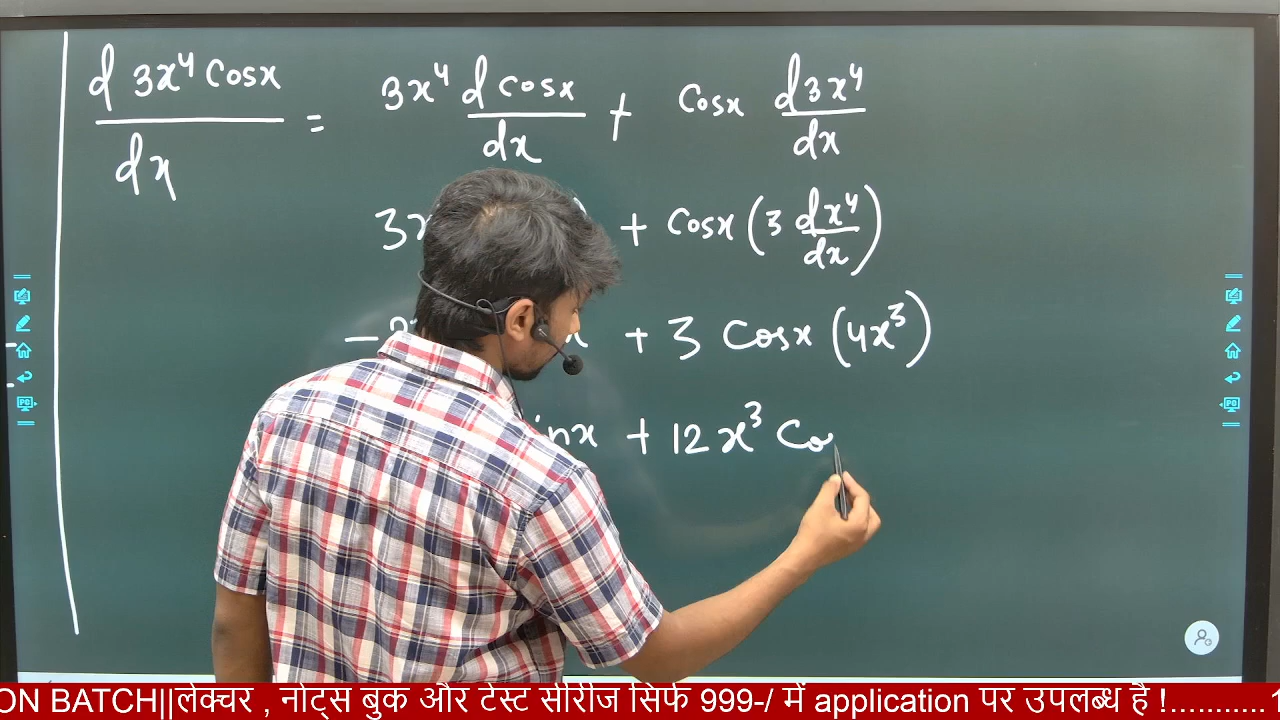 d 3x⁴ Cosx
dx
= 3x⁴ d cosx
dx
+ Cosx d3x⁴
dx
+ Cosx (3 dx⁴
dx)
+ 3 Cosx (4x³)
+ 12x³ Co
ON BATCH||लेक्चर , नोट्स बुक और टेस्ट सीरीज सिर्फ 999-/ में application पर उपलब्ध है !...........1